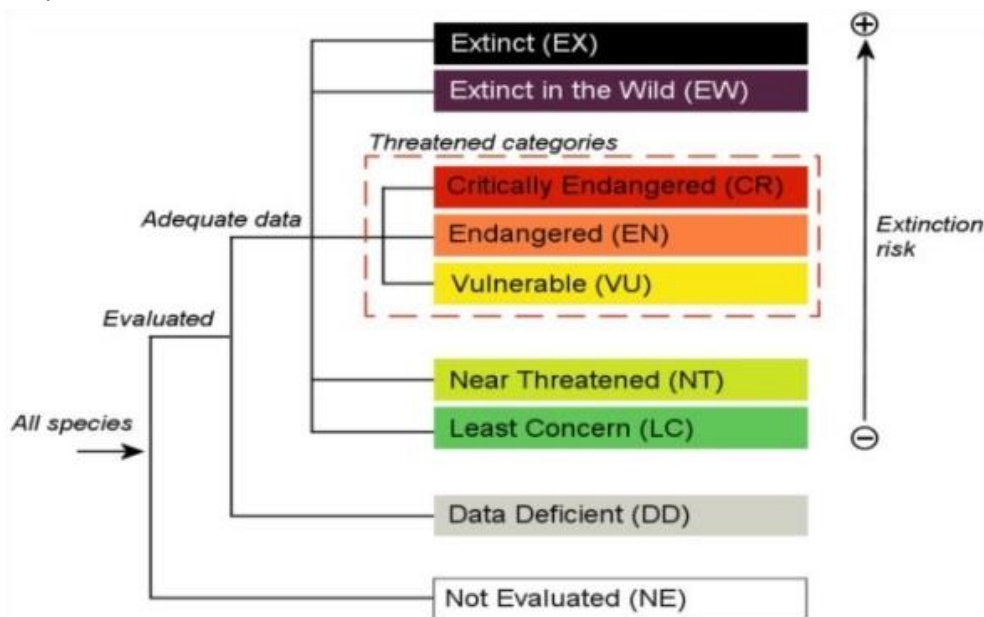 Extinct (EX)
Extinct in the Wild (EW)
Threatened categories
Critically Endangered (CR)
Adequate data
Endangered (EN)
Extinction
risk
Vulnerable (VU)
Evaluated
Near Threatened (NT)
All species
Least Concern (LC)
Data Deficient (DD)
Not Evaluated (NE)